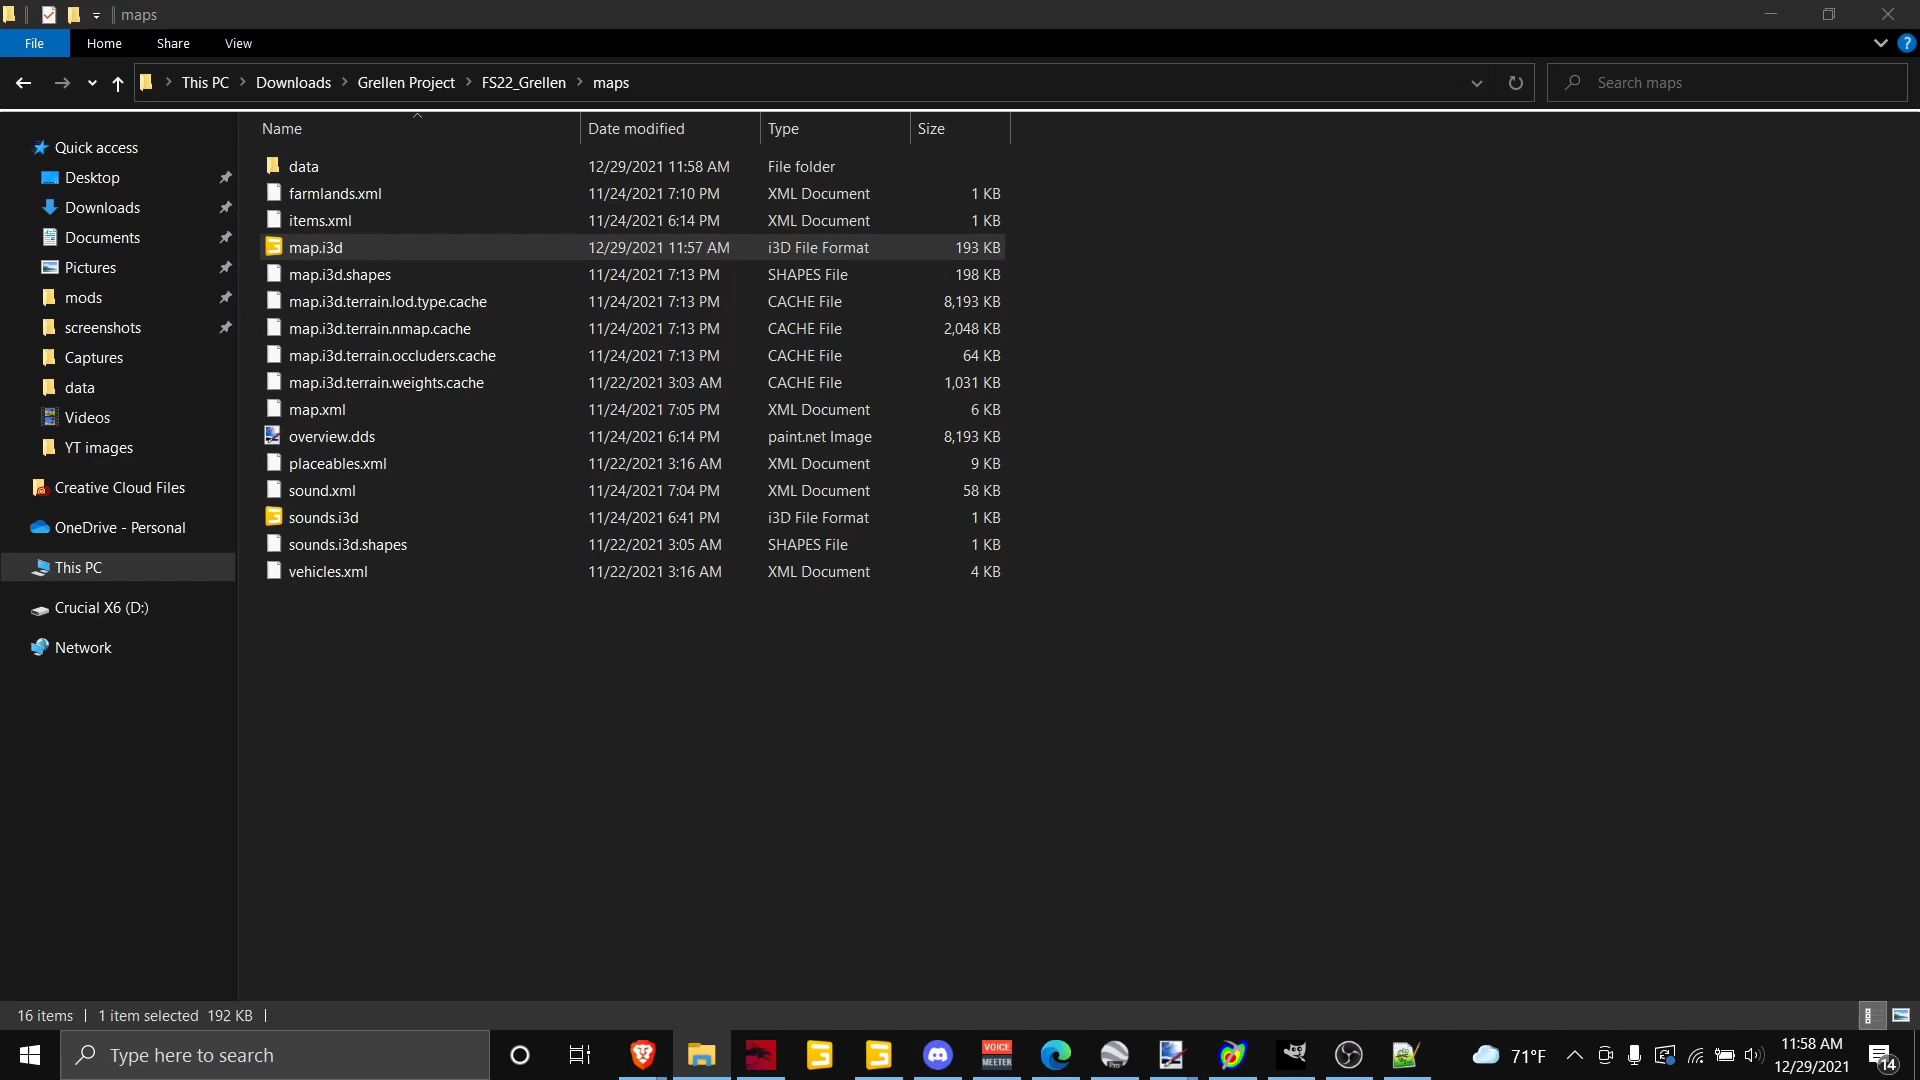 maps
File Home Share View
This PC Downloads Grellen Project FS22_Grellen maps Search maps
Name Date modified Type Size
Quick access
Desktop
Downloads
Documents
Pictures
mods
screenshots
Captures
data
Videos
YT images
Creative Cloud Files
OneDrive - Personal
This PC
Crucial X6 (D:)
Network
data 12/29/2021 11:58 AM File folder
farmlands.xml 11/24/2021 7:10 PM XML Document 1 KB
items.xml 11/24/2021 6:14 PM XML Document 1 KB
map.i3d 12/29/2021 11:57 AM i3D File Format 193 KB
map.i3d.shapes 11/24/2021 7:13 PM SHAPES File 198 KB
map.i3d.terrain.lod.type.cache 11/24/2021 7:13 PM CACHE File 8,193 KB
map.i3d.terrain.nmap.cache 11/24/2021 7:13 PM CACHE File 2,048 KB
map.i3d.terrain.occluders.cache 11/24/2021 7:13 PM CACHE File 64 KB
map.i3d.terrain.weights.cache 11/22/2021 3:03 AM CACHE File 1,031 KB
map.xml 11/24/2021 7:05 PM XML Document 6 KB
overview.dds 11/24/2021 6:14 PM paint.net Image 8,193 KB
placeables.xml 11/22/2021 3:16 AM XML Document 9 KB
sound.xml 11/24/2021 7:04 PM XML Document 58 KB
sounds.i3d 11/24/2021 6:41 PM i3D File Format 1 KB
sounds.i3d.shapes 11/22/2021 3:05 AM SHAPES File 1 KB
vehicles.xml 11/22/2021 3:16 AM XML Document 4 KB
16 items 1 item selected 192 KB
Type here to search
VOICE
MEETER
Pro
71°F
11:58 AM
12/29/2021
14